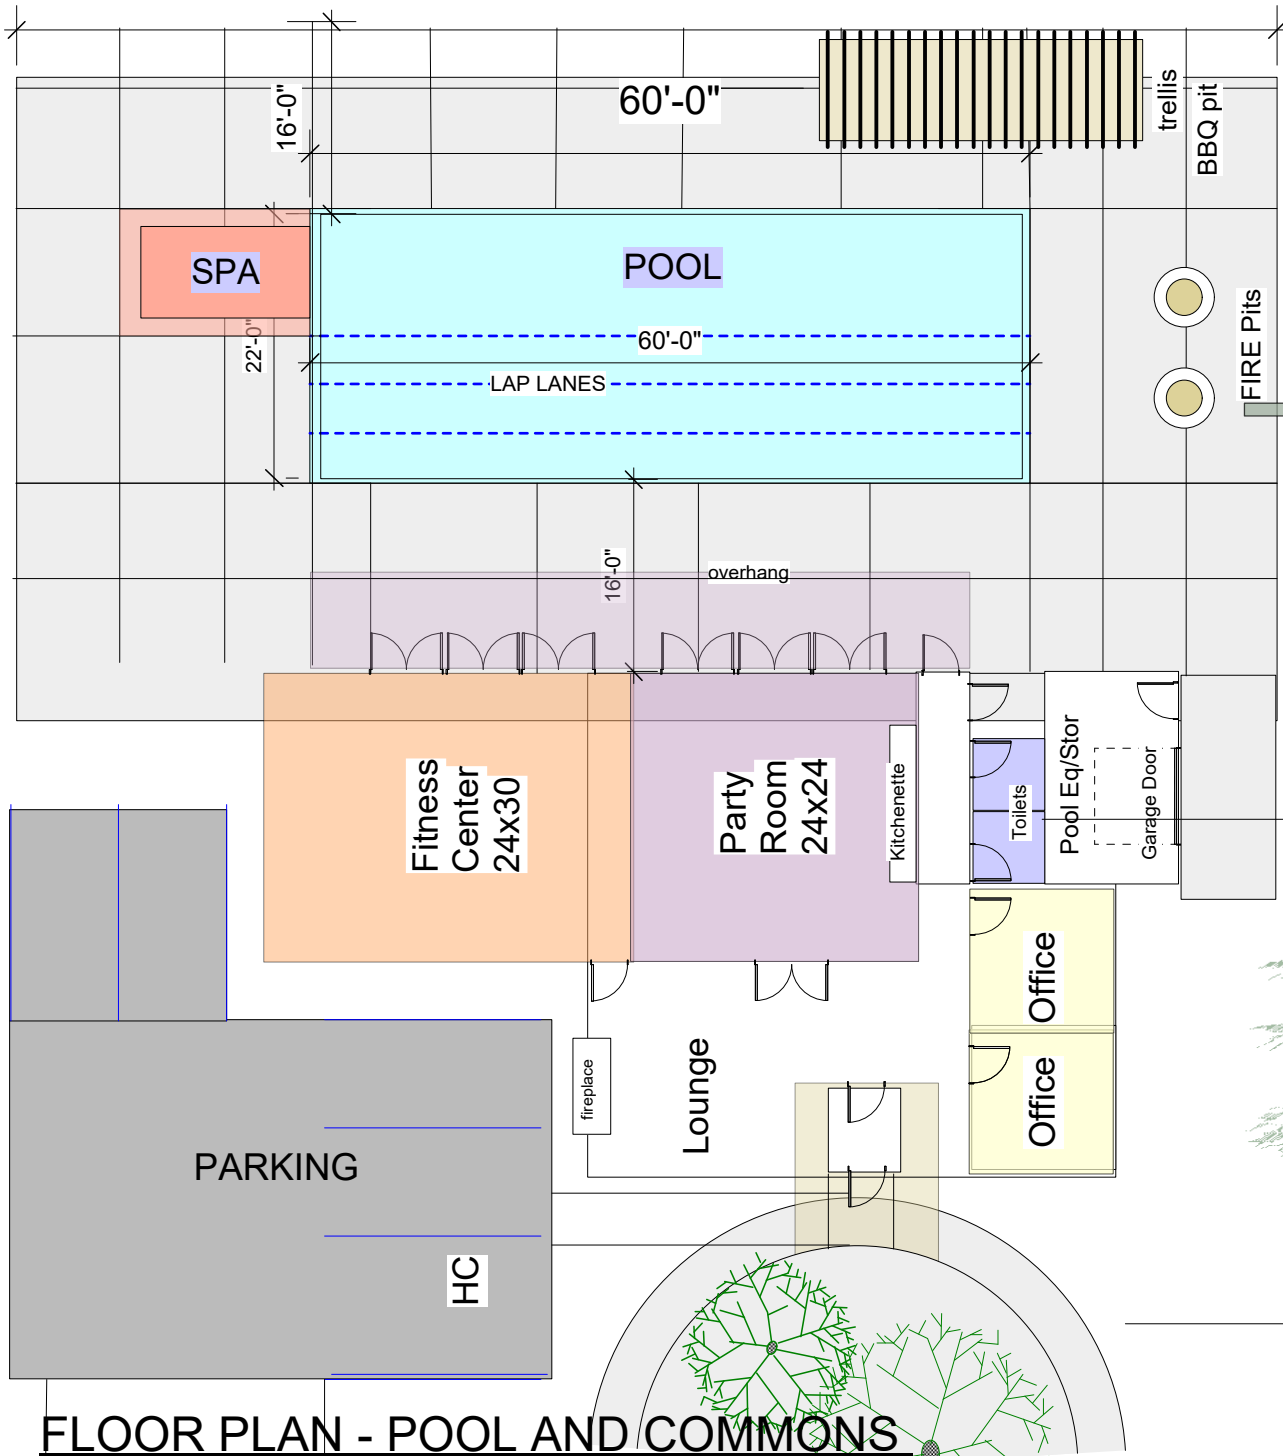 60'-0"
16'-0"
trellis
BBQ pit
SPA
POOL
22'-0"
60'-0"
LAP LANES
FIRE Pits
16'-0"
overhang
Fitness
Center
24x30
Party
Room
24x24
Kitchenette
Toilets
Pool Eq/Stor
Garage Door
Office
Office
fireplace
Lounge
PARKING
HC
FLOOR PLAN - POOL AND COMMONS